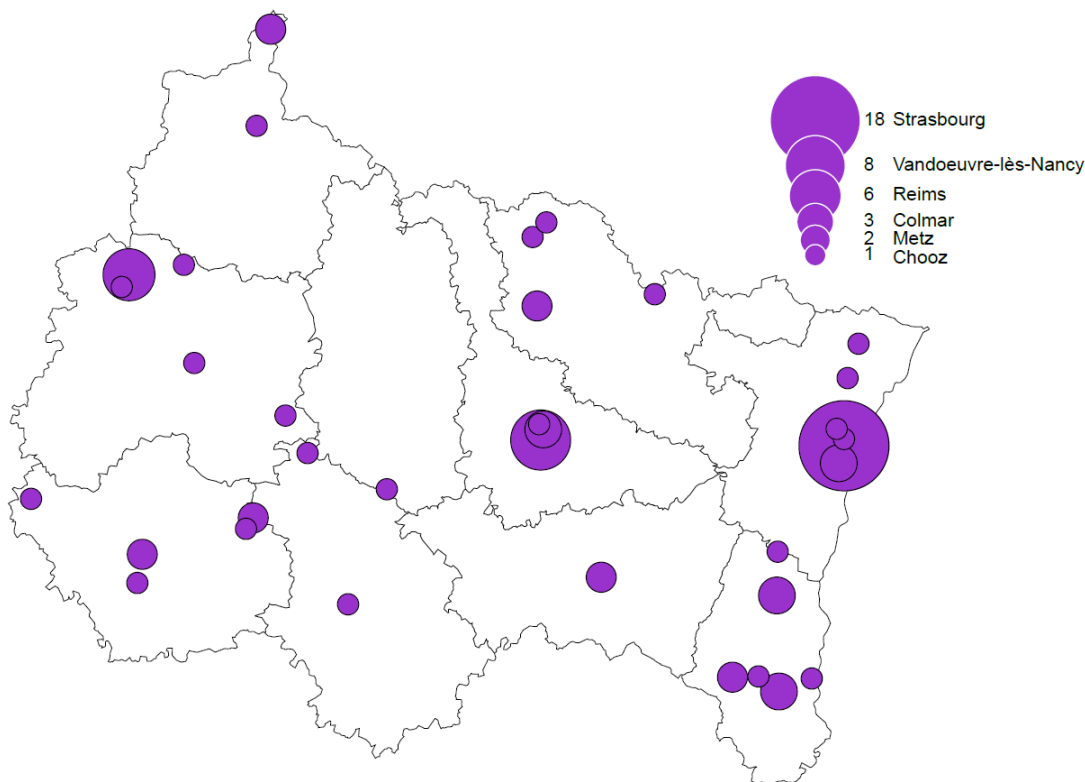 18 Strasbourg
8 Vandoeuvre-lès-Nancy
6 Reims
3 Colmar
2 Metz
1 Chooz